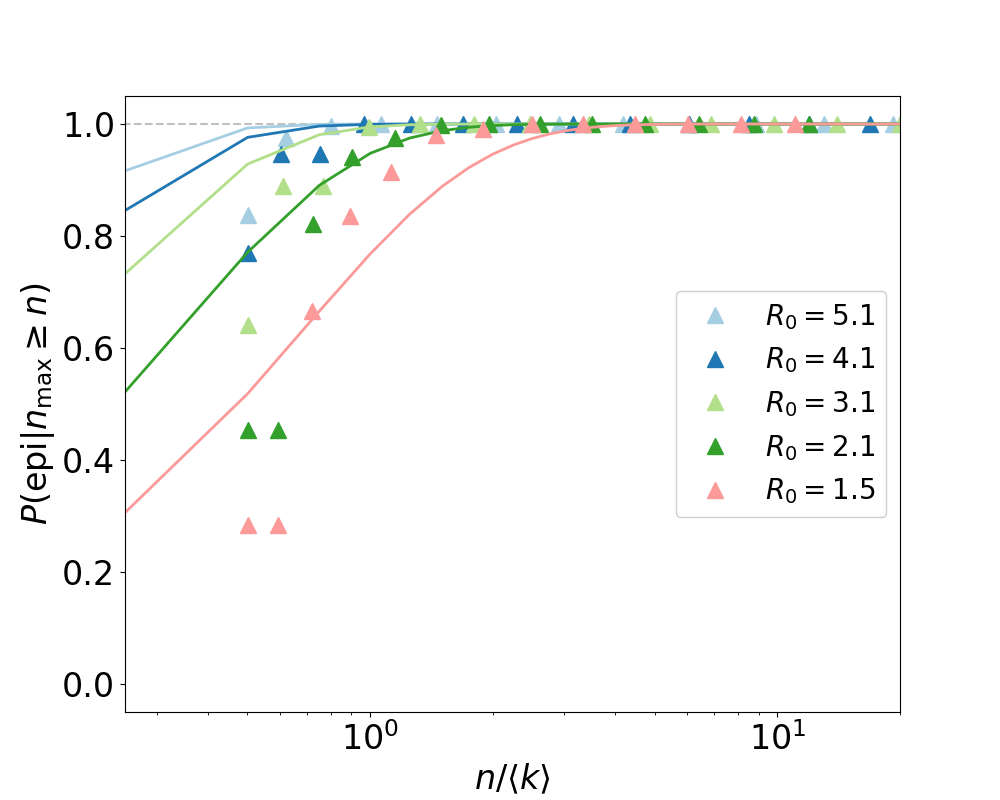 P(epi|n_max ≥ n)
1.0
0.8
0.6
0.4
0.2
0.0
R_0 = 5.1
R_0 = 4.1
R_0 = 3.1
R_0 = 2.1
R_0 = 1.5
10^0
10^1
n/⟨k⟩